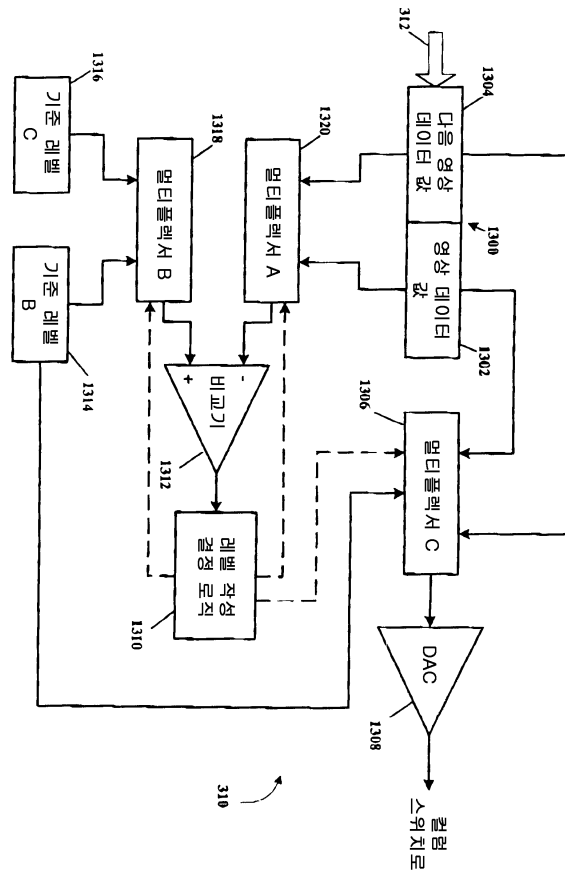 312
1304
다음 영상
데이터 값
1300
영상 데이터
값
1302
1306
멀티플렉서 C
DAC
1308
컬럼
스위치로
1320
멀티플렉서 A
1318
멀티플렉서 B
-
+
비교기
1312
레벨 작성
결정 로직
1310
1316
기준 레벨
C
기준 레벨
B
1314
310